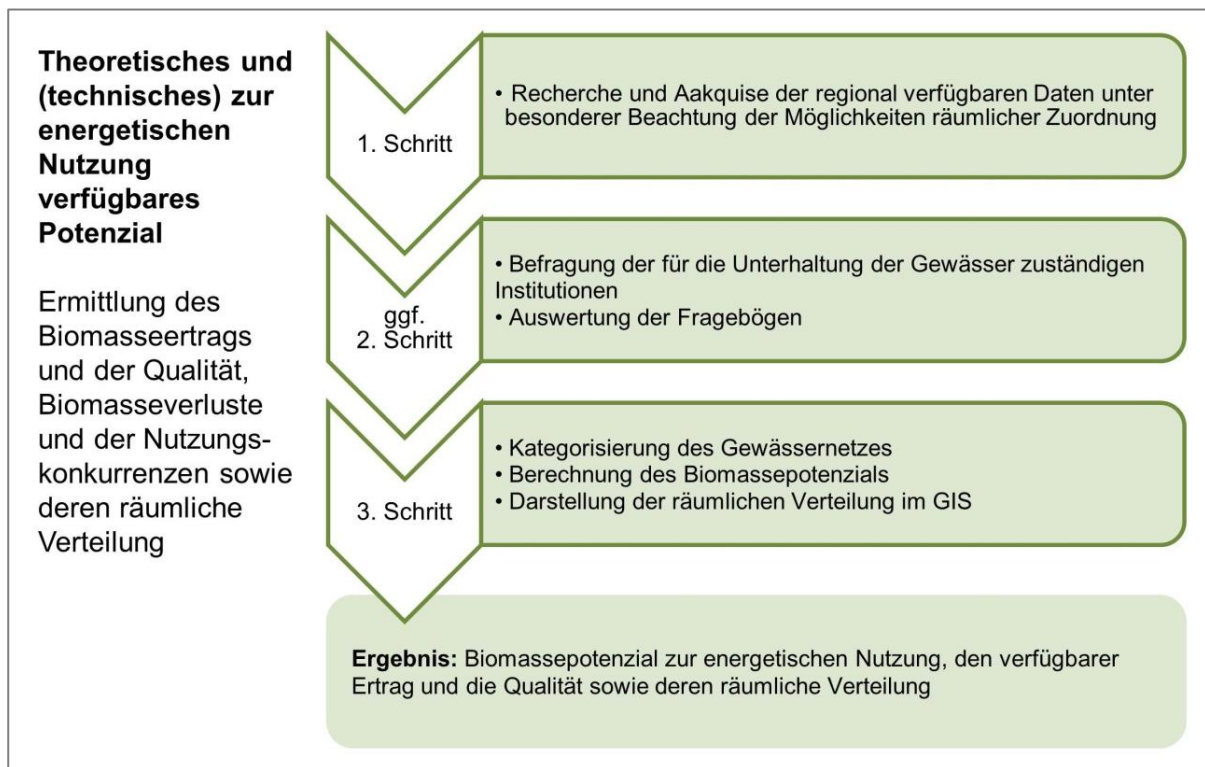 Theoretisches und
(technisches) zur
energetischen
Nutzung
verfügbares
Potenzial
Ermittlung des
Biomasseertrags
und der Qualität,
Biomasseverluste
und der Nutzungs-
konkurrenzen sowie
deren räumliche
Verteilung
1. Schritt
• Recherche und Aakquise der regional verfügbaren Daten unter
besonderer Beachtung der Möglichkeiten räumlicher Zuordnung
ggf.
2. Schritt
• Befragung der für die Unterhaltung der Gewässer zuständigen
Institutionen
• Auswertung der Fragebögen
3. Schritt
• Kategorisierung des Gewässernetzes
• Berechnung des Biomassepotenzials
• Darstellung der räumlichen Verteilung im GIS
Ergebnis: Biomassepotenzial zur energetischen Nutzung, den verfügbarer
Ertrag und die Qualität sowie deren räumliche Verteilung